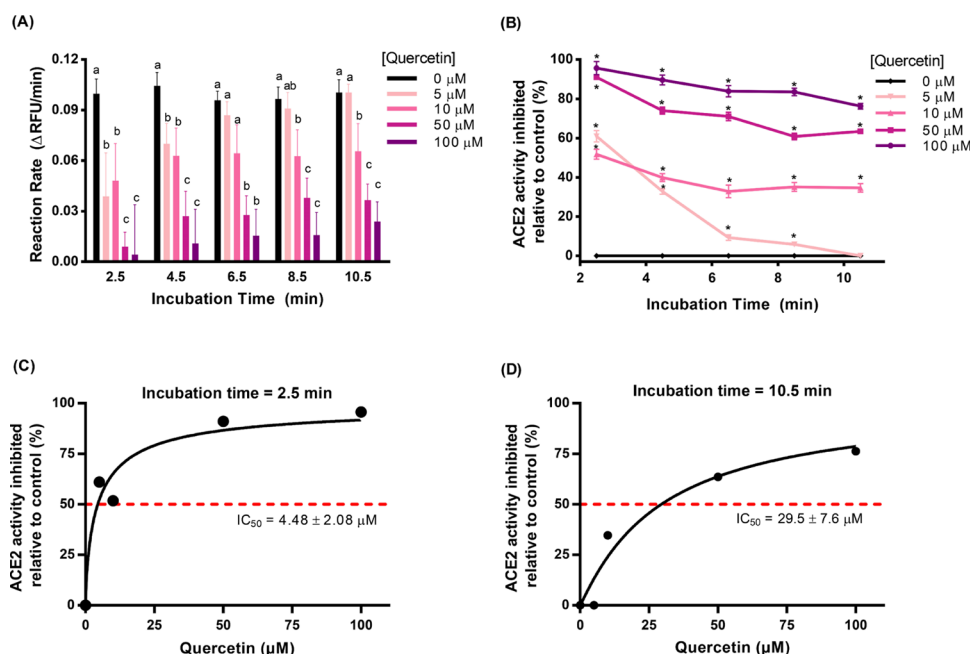 (A)
[Quercetin]
0 μM
5 μM
10 μM
50 μM
100 μM
Reaction Rate (ΔRFU/min)
0.12
0.09
0.06
0.03
0.00
a
b
b
c
c
a
b
b
c
c
a
a
a
b
b
a
ab
b
c
c
a
a
b
c
c
2.5
4.5
6.5
8.5
10.5
Incubation Time (min)
(B)
[Quercetin]
0 μM
5 μM
10 μM
50 μM
100 μM
ACE2 activity inhibited
relative to control (%)
100
80
60
40
20
0
* * * * *
* * * * *
* * * * *
* * * *
2
4
6
8
10
Incubation Time (min)
(C)
Incubation time = 2.5 min
ACE2 activity inhibited
relative to control (%)
100
75
50
25
0
IC50 = 4.48 ± 2.08 μM
0
25
50
75
100
Quercetin (μM)
(D)
Incubation time = 10.5 min
ACE2 activity inhibited
relative to control (%)
100
75
50
25
0
IC50 = 29.5 ± 7.6 μM
0
25
50
75
100
Quercetin (μM)